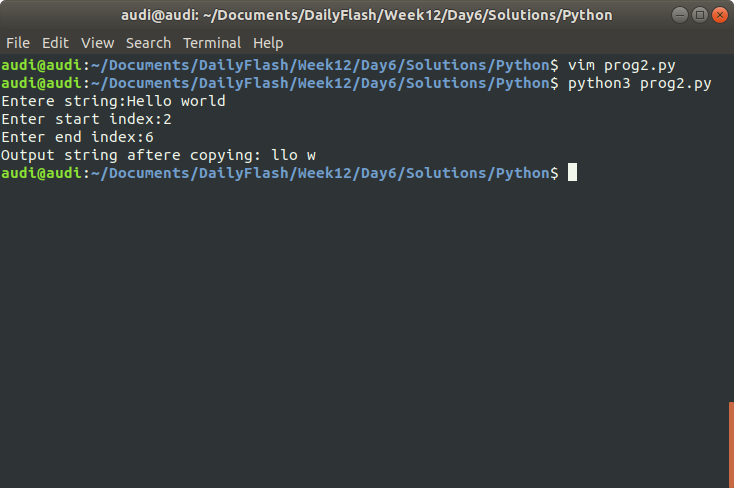 audi@audi: ~/Documents/DailyFlash/Week12/Day6/Solutions/Python
File Edit View Search Terminal Help
audi@audi:~/Documents/DailyFlash/Week12/Day6/Solutions/Python$ vim prog2.py
audi@audi:~/Documents/DailyFlash/Week12/Day6/Solutions/Python$ python3 prog2.py
Entere string:Hello world
Enter start index:2
Enter end index:6
Output string aftere copying: llo w
audi@audi:~/Documents/DailyFlash/Week12/Day6/Solutions/Python$